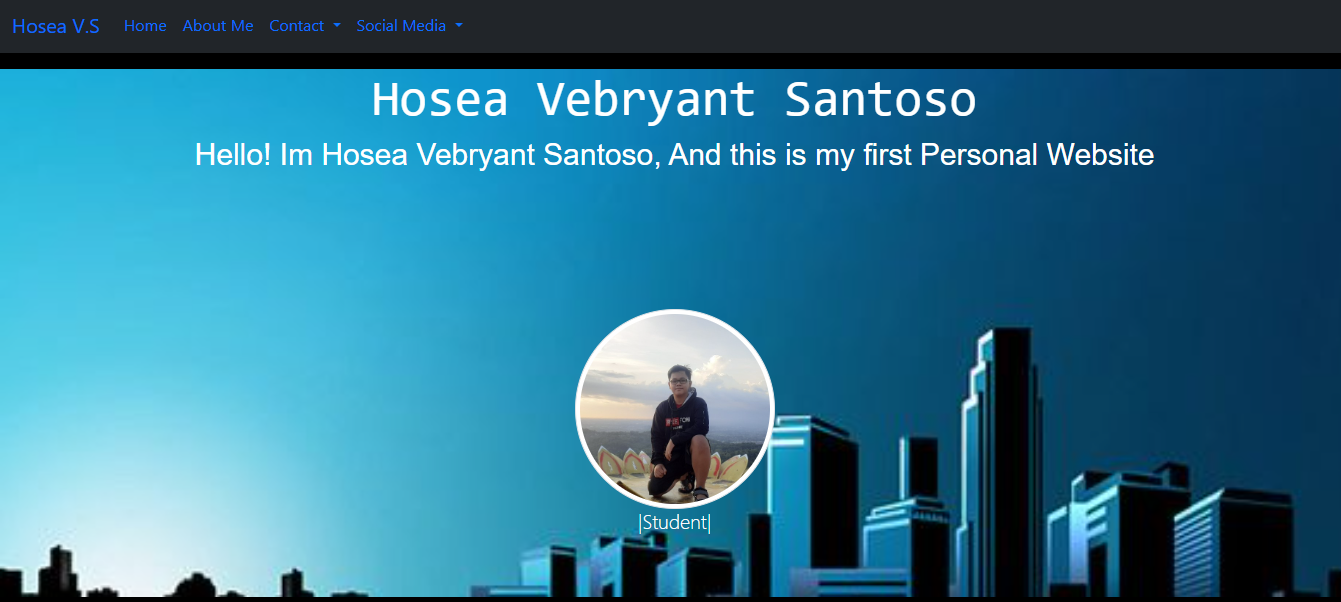 Hosea V.S Home About Me Contact Social Media
Hosea Vebryant Santoso
Hello! Im Hosea Vebryant Santoso, And this is my first Personal Website
|Student|